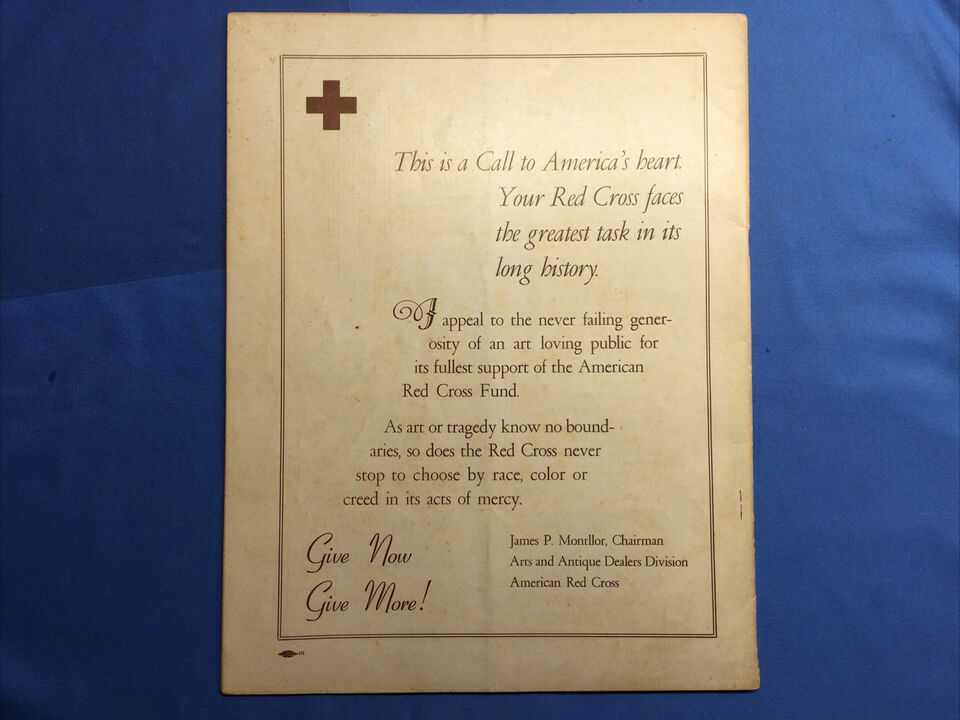 This is a Call to America's heart.
Your Red Cross faces
the greatest task in its
long history.
I appeal to the never failing gener-
osity of an art loving public for
its fullest support of the American
Red Cross Fund.
As art or tragedy know no bound-
aries, so does the Red Cross never
stop to choose by race, color or
creed in its acts of mercy.
Give Now
Give More!
James P. Montllor, Chairman
Arts and Antique Dealers Division
American Red Cross
10